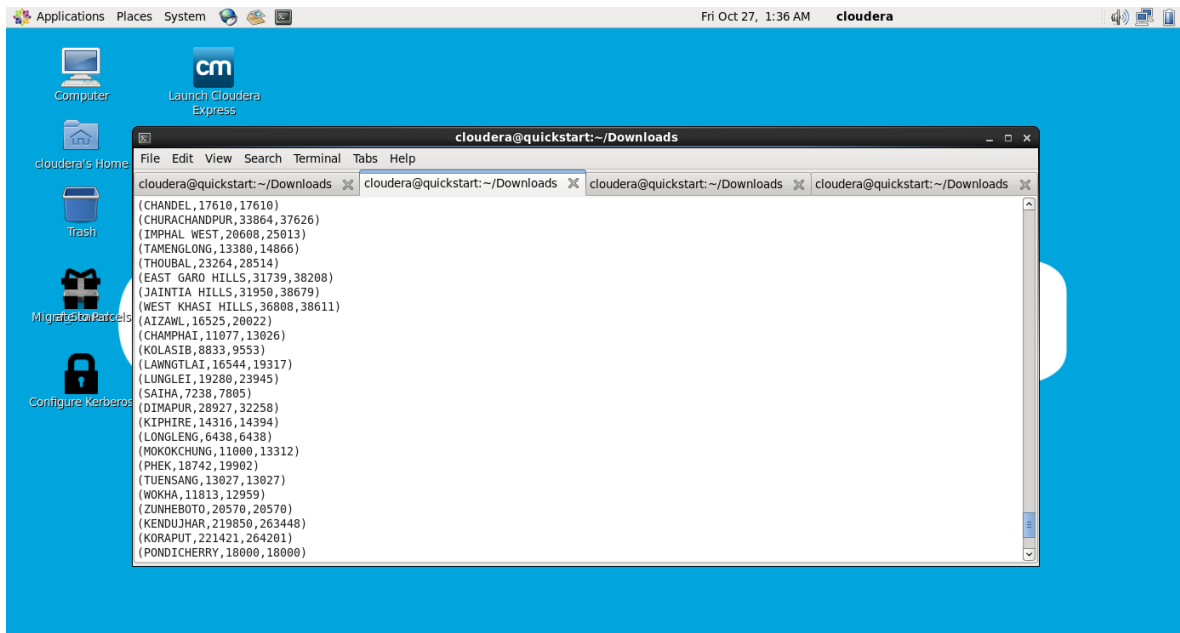 Applications Places System Fri Oct 27, 1:36 AM cloudera
Computer
cm
Launch Cloudera
Express
cloudera's Home
Trash
Configure Kerberos
cloudera@quickstart:~/Downloads
File Edit View Search Terminal Tabs Help
cloudera@quickstart:~/Downloads cloudera@quickstart:~/Downloads cloudera@quickstart:~/Downloads cloudera@quickstart:~/Downloads
(CHANDEL,17610,17610)
(CHURACHANDPUR,33864,37626)
(IMPHAL WEST,20608,25013)
(TAMENGLONG,13380,14866)
(THOUBAL,23264,28514)
(EAST GARO HILLS,31739,38208)
(JAINTIA HILLS,31950,38679)
(WEST KHASI HILLS,36808,38611)
(AIZAWL,16525,20022)
(CHAMPHAI,11077,13026)
(KOLASIB,8833,9553)
(LAWNGTLAI,16544,19317)
(LUNGLEI,19280,23945)
(SAIHA,7238,7805)
(DIMAPUR,28927,32258)
(KIPHIRE,14316,14394)
(LONGLENG,6438,6438)
(MOKOKCHUNG,11000,13312)
(PHEK,18742,19902)
(TUENSANG,13027,13027)
(WOKHA,11813,12959)
(ZUNHEBOTO,20570,20570)
(KENDUJHAR,219850,263448)
(KORAPUT,221421,264201)
(PONDICHERRY,18000,18000)